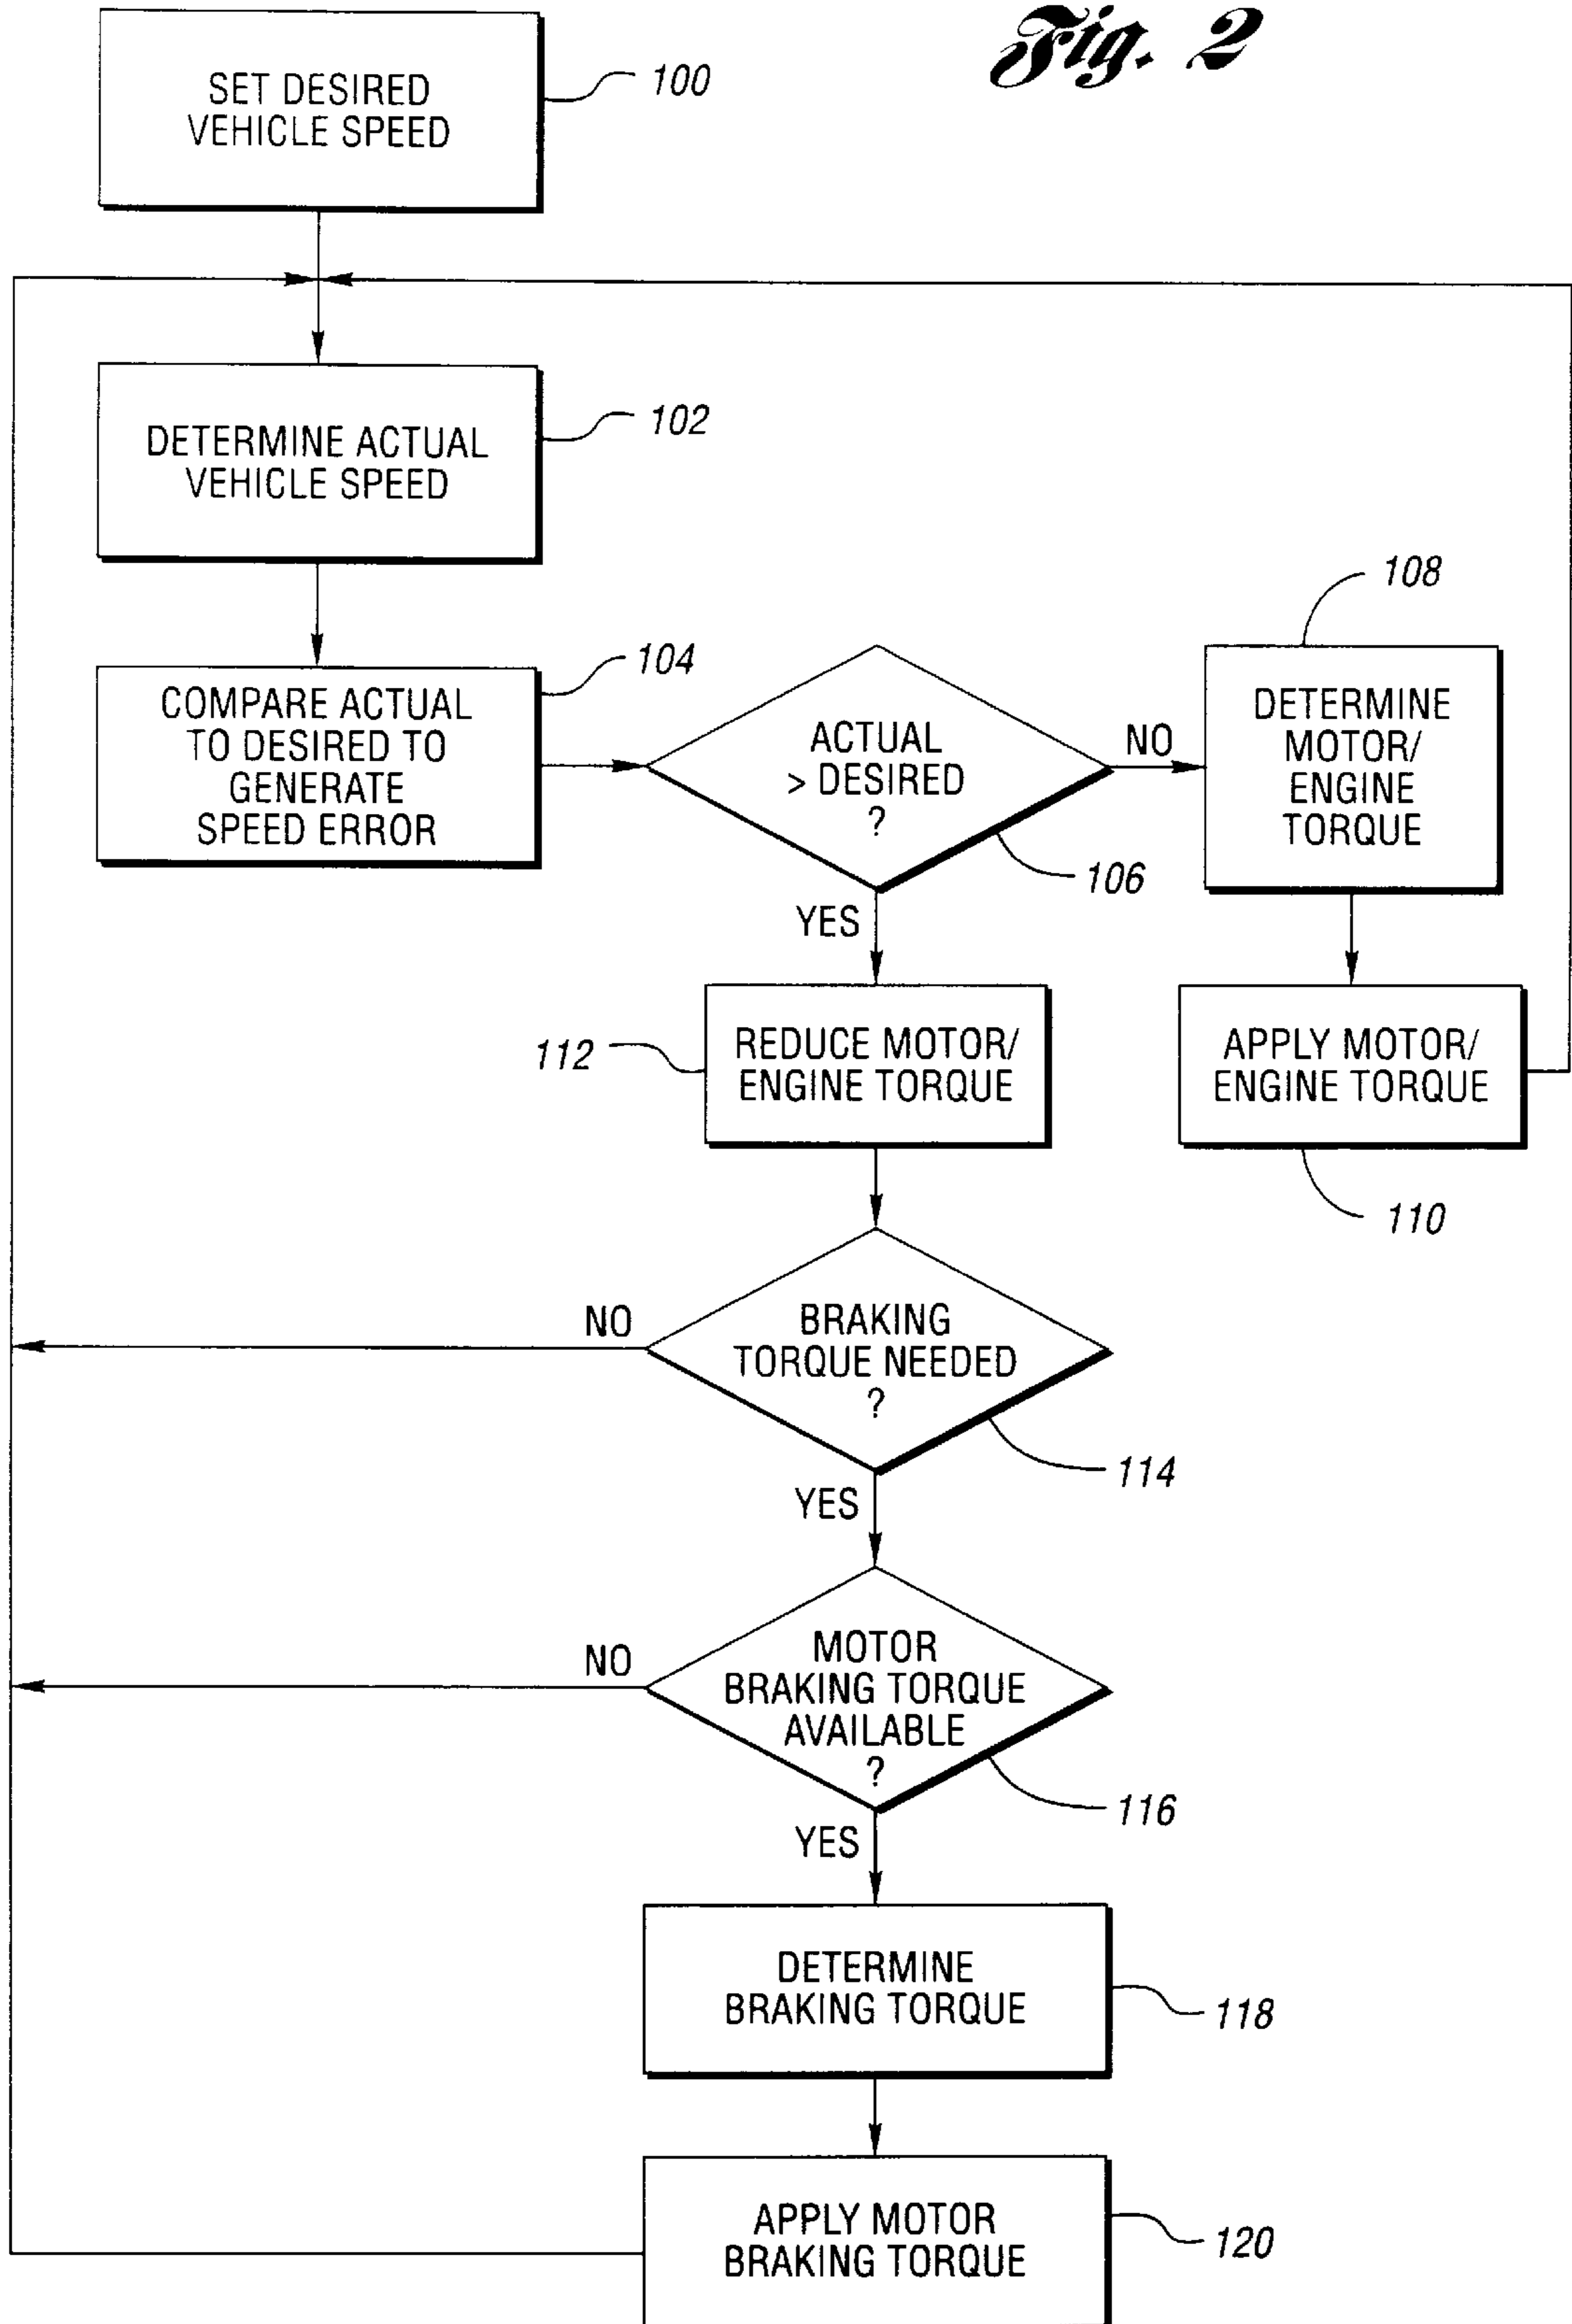 Fig. 2
SET DESIRED
VEHICLE SPEED
100
DETERMINE ACTUAL
VEHICLE SPEED
102
COMPARE ACTUAL
TO DESIRED TO
GENERATE
SPEED ERROR
104
ACTUAL
> DESIRED
?
106
NO
DETERMINE
MOTOR/
ENGINE
TORQUE
108
YES
REDUCE MOTOR/
ENGINE TORQUE
112
APPLY MOTOR/
ENGINE TORQUE
110
NO
BRAKING
TORQUE NEEDED
?
114
YES
NO
MOTOR
BRAKING TORQUE
AVAILABLE
?
116
YES
DETERMINE
BRAKING TORQUE
118
APPLY MOTOR
BRAKING TORQUE
120